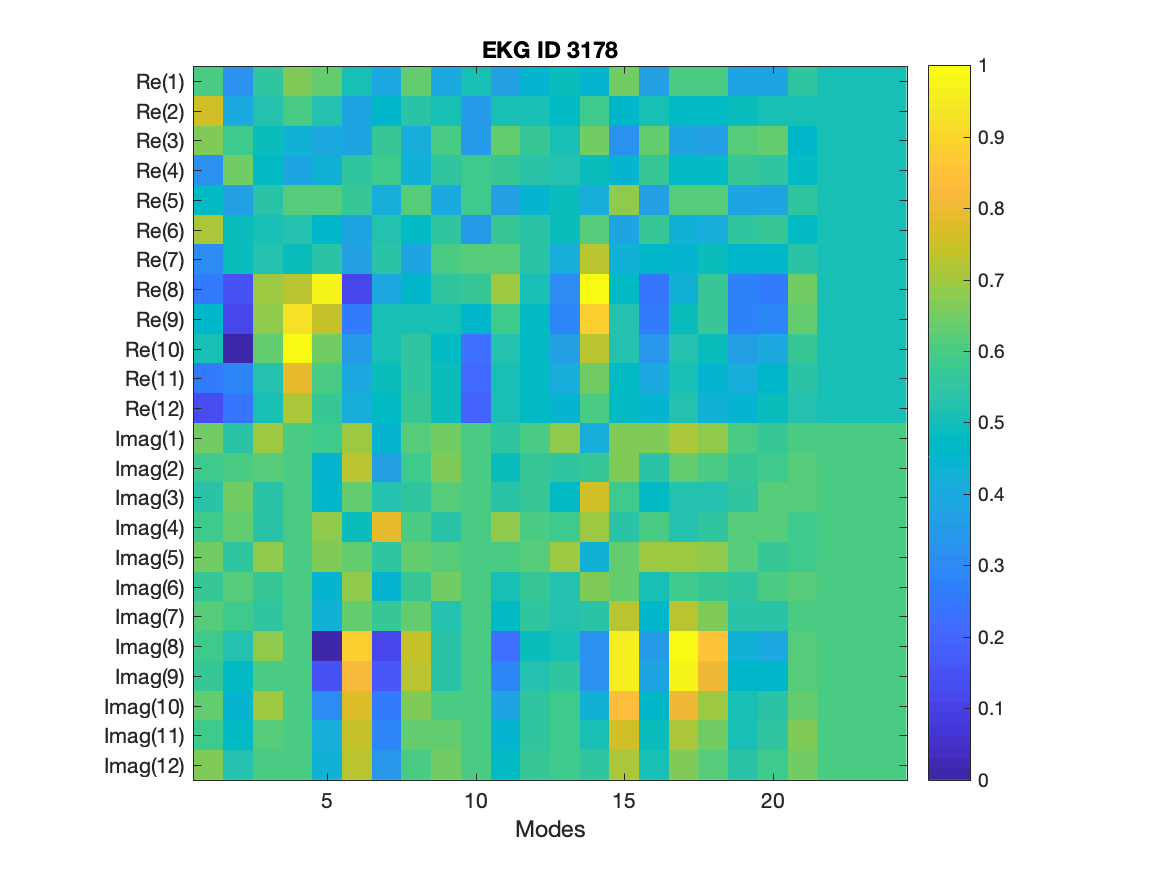 EKG ID 3178
Re(1)
Re(2)
Re(3)
Re(4)
Re(5)
Re(6)
Re(7)
Re(8)
Re(9)
Re(10)
Re(11)
Re(12)
Imag(1)
Imag(2)
Imag(3)
Imag(4)
Imag(5)
Imag(6)
Imag(7)
Imag(8)
Imag(9)
Imag(10)
Imag(11)
Imag(12)
5 10 15 20
Modes
1
0.9
0.8
0.7
0.6
0.5
0.4
0.3
0.2
0.1
0